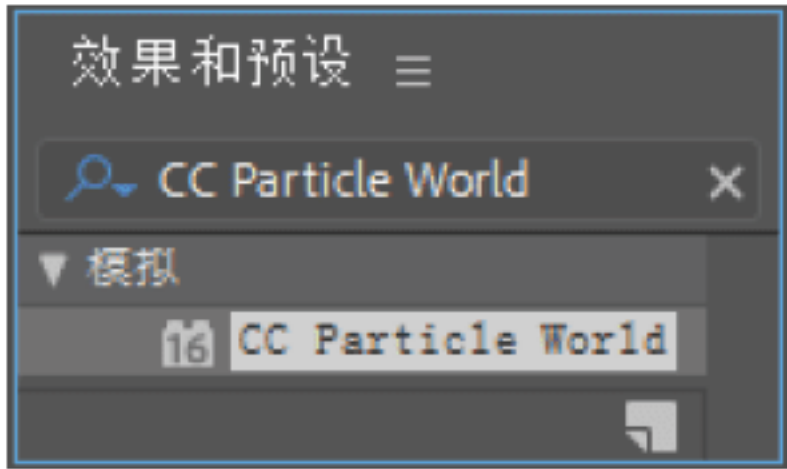 效果和预设
CC Particle World
模拟
16 CC Particle World